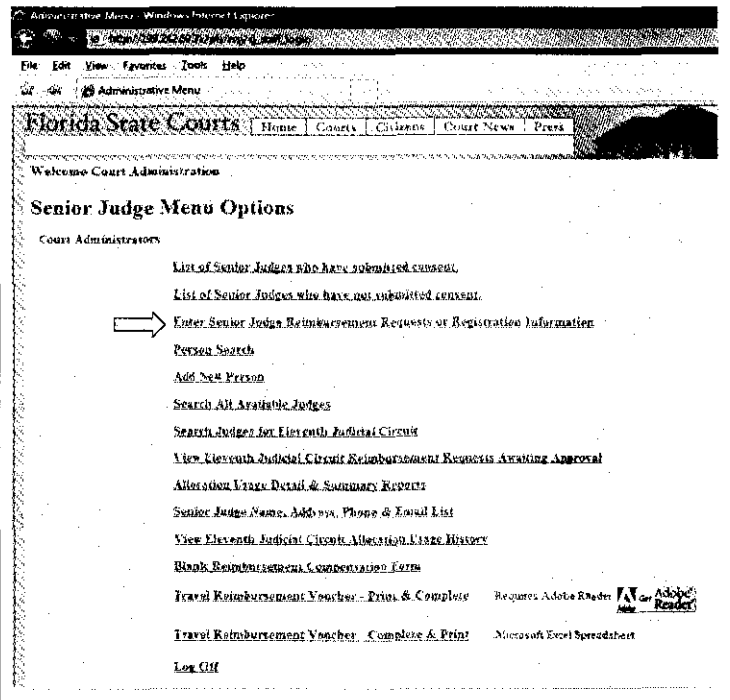 Administrative Menu - Windows Internet Explorer
File Edit View Favorites Tools Help
Administrative Menu
Florida State Courts Home Courts Citizens Court News Press
Welcome Court Administration
Senior Judge Menu Options
Court Administrators
List of Senior Judges who have submitted consent.
List of Senior Judges who have not submitted consent.
Enter Senior Judge Reimbursement Requests or Registration Information
Person Search
Add New Person
Search All Available Judges
Search Judges for Eleventh Judicial Circuit
View Eleventh Judicial Circuit Reimbursement Requests Awaiting Approval
Allocation Usage Detail & Summary Reports
Senior Judge Name, Address, Phone & Email List
View Eleventh Judicial Circuit Allocation Usage History
Blank Reimbursement Compensation Form
Travel Reimbursement Voucher - Print & Complete Requires Adobe Reader Get Adobe Reader
Travel Reimbursement Voucher - Complete & Print Microsoft Excel Spreadsheet
Log Off